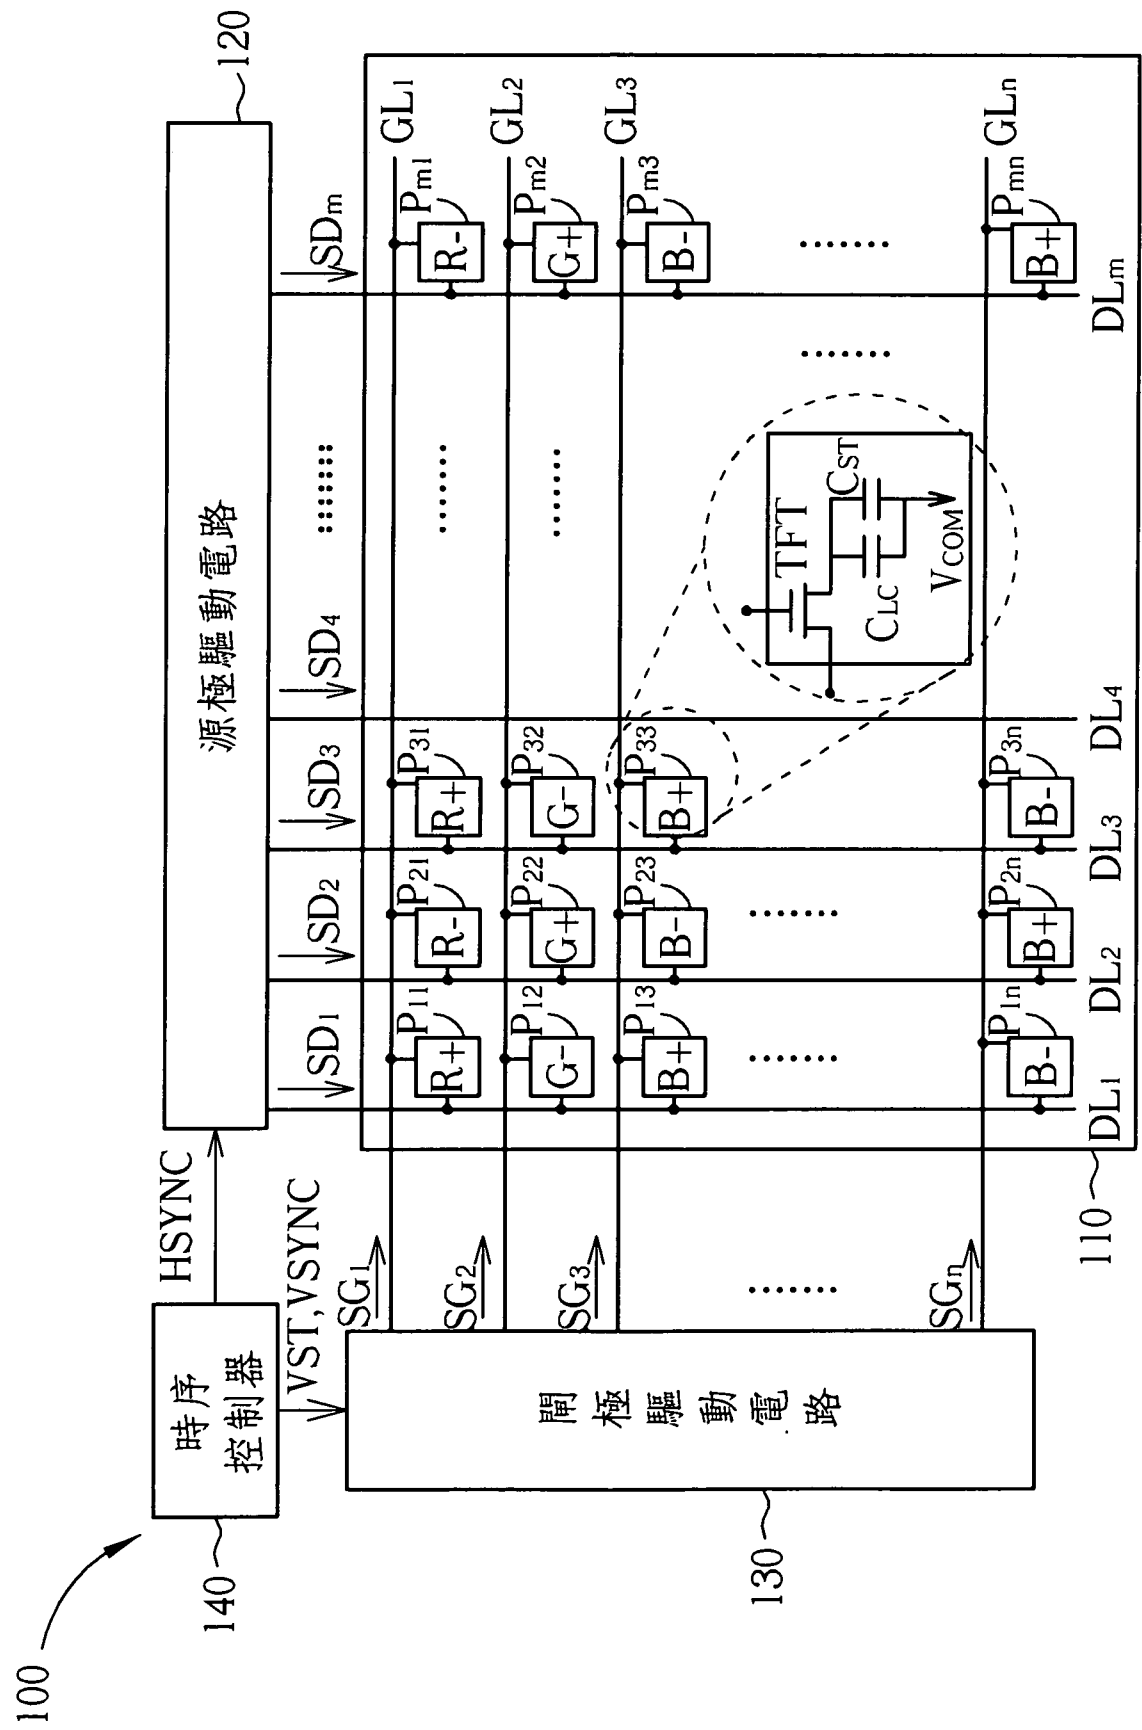 100
140
時序
控制器
HSYNC
VST,VSYNC
源極驅動電路
120
SD1
SD2
SD3
SD4
SDm
閘極驅動電路
130
SG1
SG2
SG3
SGn
GL1
GL2
GL3
GLn
P11
R+
P21
R-
P31
R+
Pm1
R-
P12
G-
P22
G+
P32
G-
Pm2
G+
P13
B+
P23
B-
P33
B+
Pm3
B-
TFT
CLC
CST
VCOM
P1n
B-
P2n
B+
P3n
B-
Pmn
B+
DL1
DL2
DL3
DL4
DLm
110